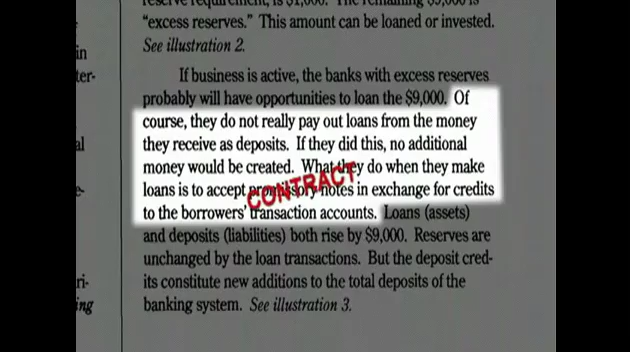 reserve requirement, is $1,000. The remaining $9,000 is
"excess reserves." This amount can be loaned or invested.
See illustration 2.
If business is active, the banks with excess reserves
probably will have opportunities to loan the $9,000. Of
course, they do not really pay out loans from the money
they receive as deposits. If they did this, no additional
money would be created. What they do when they make
loans is to accept promissory notes in exchange for credits
to the borrowers' transaction accounts. Loans (assets)
and deposits (liabilities) both rise by $9,000. Reserves are
unchanged by the loan transactions. But the deposit cred-
its constitute new additions to the total deposits of the
banking system. See illustration 3.
CONTRACT
in
ter-
al
e-
ri-
ing